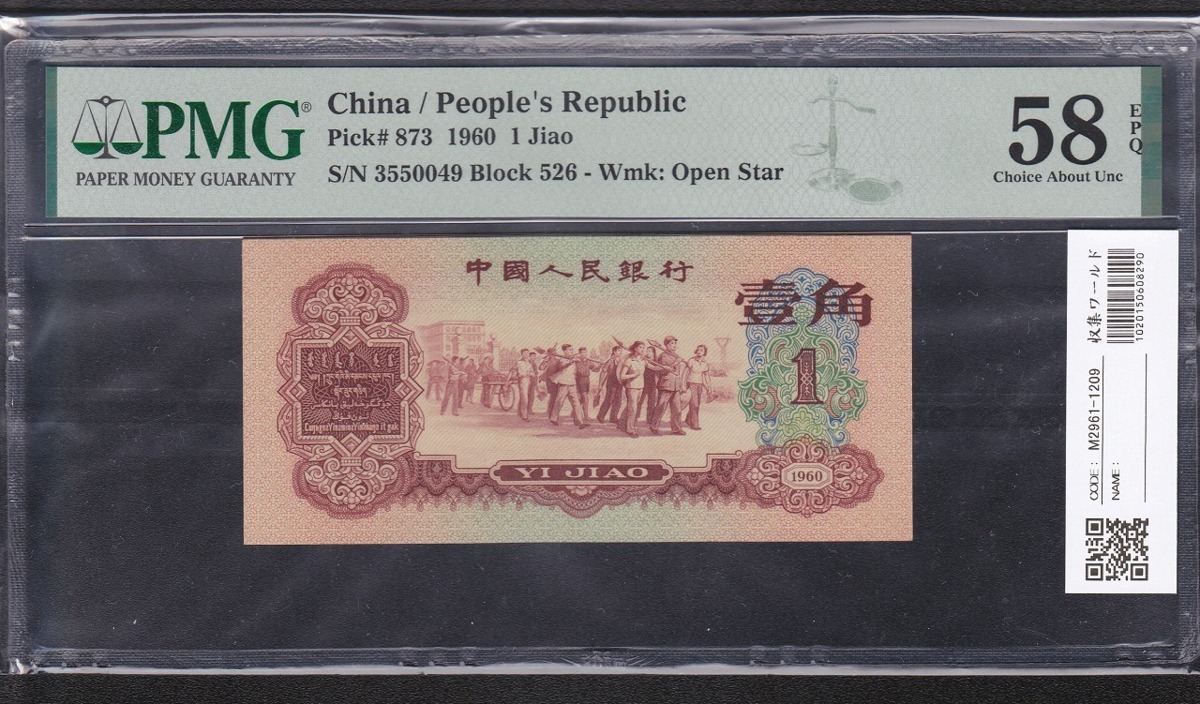 PMG®
PAPER MONEY GUARANTY
China / People's Republic
Pick# 873 1960 1 Jiao
S/N 3550049 Block 526 - Wmk: Open Star
58
EPQ
Choice About Unc
中國人民銀行
壹角
1
YI JIAO
1960
収集ワールド
1020150608290
CODE: M2961-1209
NAME: